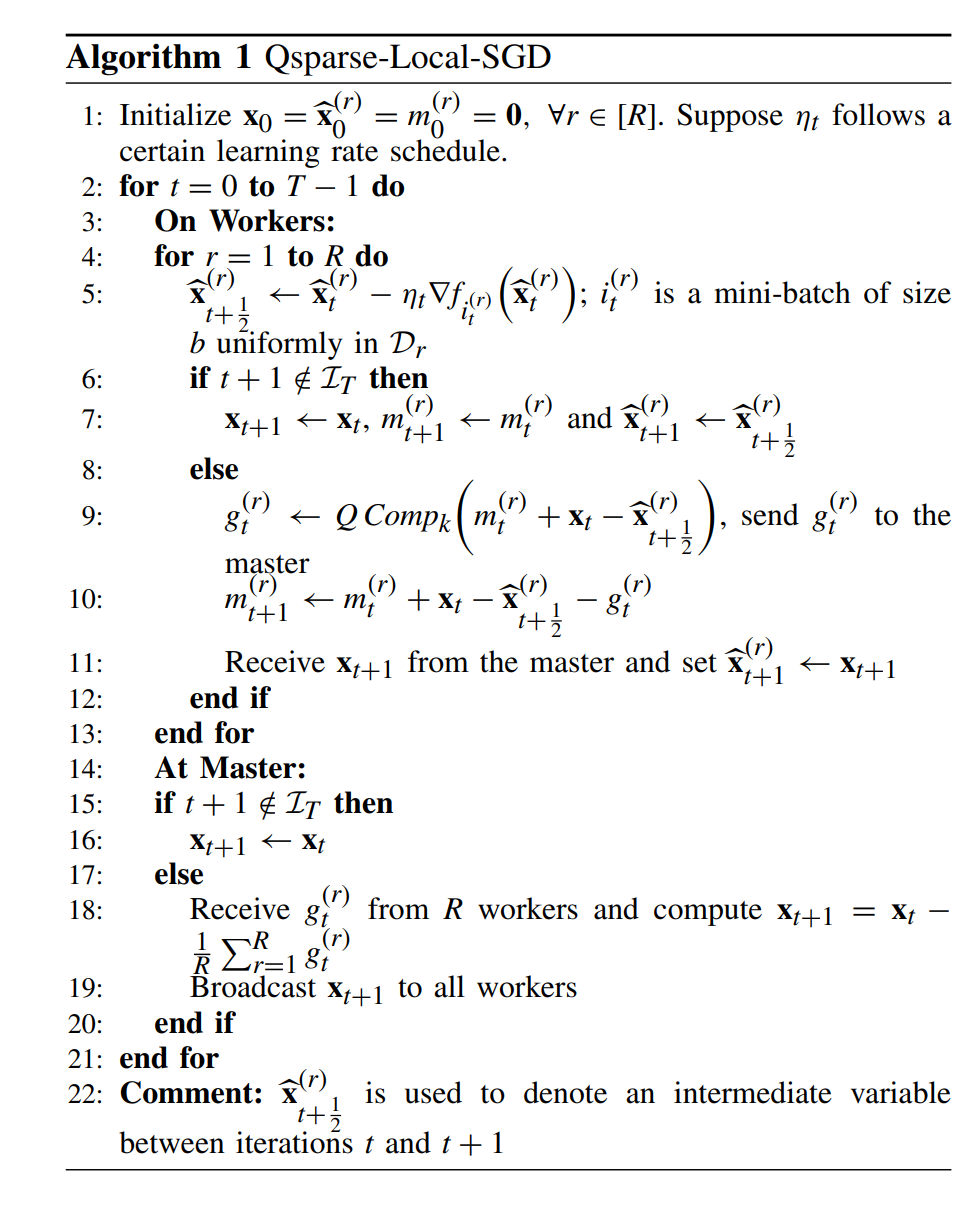 Algorithm 1 Qsparse-Local-SGD
1: Initialize $\mathbf{x}_0 = \widehat{\mathbf{x}}_0^{(r)} = m_0^{(r)} = \mathbf{0}$, $\forall r \in [R]$. Suppose $\eta_t$ follows a
certain learning rate schedule.
2: for $t = 0$ to $T - 1$ do
3: On Workers:
4: for $r = 1$ to $R$ do
5: $\widehat{\mathbf{x}}_{t+\frac{1}{2}}^{(r)} \leftarrow \widehat{\mathbf{x}}_t^{(r)} - \eta_t \nabla f_{i_t^{(r)}}\left(\widehat{\mathbf{x}}_t^{(r)}\right)$; $i_t^{(r)}$ is a mini-batch of size
$b$ uniformly in $\mathcal{D}_r$
6: if $t + 1 \notin \mathcal{I}_T$ then
7: $\mathbf{x}_{t+1} \leftarrow \mathbf{x}_t$, $m_{t+1}^{(r)} \leftarrow m_t^{(r)}$ and $\widehat{\mathbf{x}}_{t+1}^{(r)} \leftarrow \widehat{\mathbf{x}}_{t+\frac{1}{2}}^{(r)}$
8: else
9: $g_t^{(r)} \leftarrow QComp_k\left(m_t^{(r)} + \mathbf{x}_t - \widehat{\mathbf{x}}_{t+\frac{1}{2}}^{(r)}\right)$, send $g_t^{(r)}$ to the
master
10: $m_{t+1}^{(r)} \leftarrow m_t^{(r)} + \mathbf{x}_t - \widehat{\mathbf{x}}_{t+\frac{1}{2}}^{(r)} - g_t^{(r)}$
11: Receive $\mathbf{x}_{t+1}$ from the master and set $\widehat{\mathbf{x}}_{t+1}^{(r)} \leftarrow \mathbf{x}_{t+1}$
12: end if
13: end for
14: At Master:
15: if $t + 1 \notin \mathcal{I}_T$ then
16: $\mathbf{x}_{t+1} \leftarrow \mathbf{x}_t$
17: else
18: Receive $g_t^{(r)}$ from $R$ workers and compute $\mathbf{x}_{t+1} = \mathbf{x}_t -$
$\frac{1}{R} \sum_{r=1}^{R} g_t^{(r)}$
19: Broadcast $\mathbf{x}_{t+1}$ to all workers
20: end if
21: end for
22: Comment: $\widehat{\mathbf{x}}_{t+\frac{1}{2}}^{(r)}$ is used to denote an intermediate variable
between iterations $t$ and $t + 1$